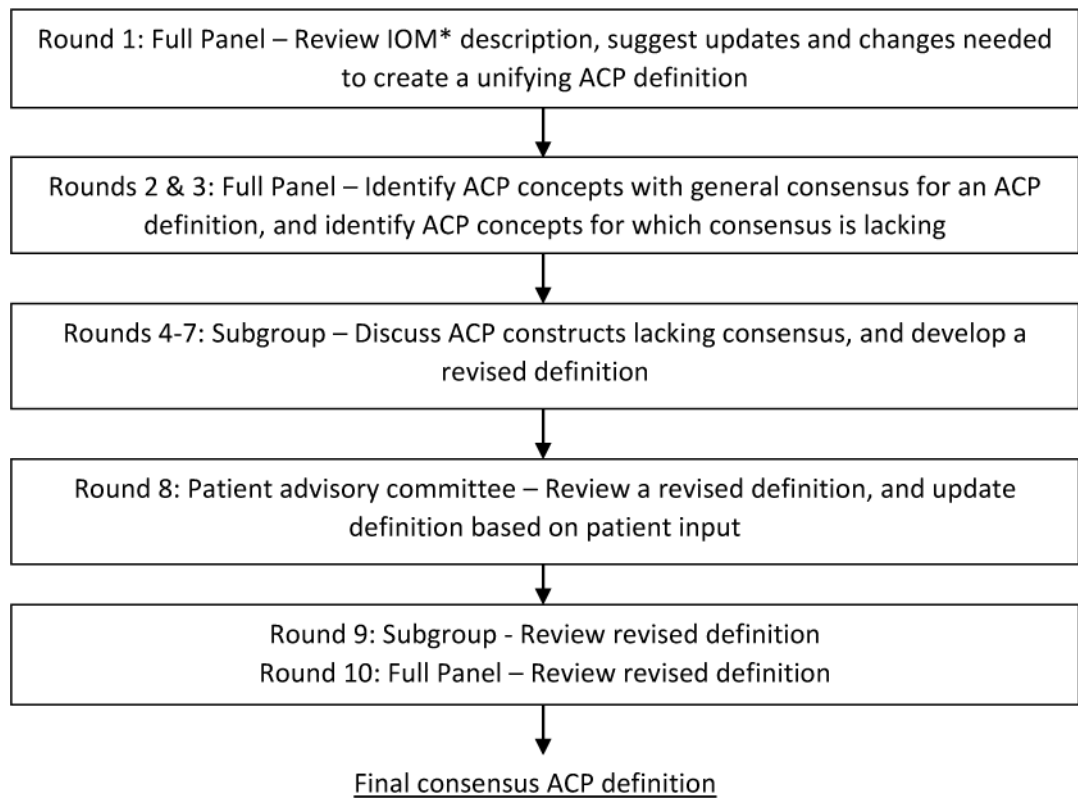 Round 1: Full Panel – Review IOM* description, suggest updates and changes needed
to create a unifying ACP definition
Rounds 2 & 3: Full Panel – Identify ACP concepts with general consensus for an ACP
definition, and identify ACP concepts for which consensus is lacking
Rounds 4-7: Subgroup – Discuss ACP constructs lacking consensus, and develop a
revised definition
Round 8: Patient advisory committee – Review a revised definition, and update
definition based on patient input
Round 9: Subgroup - Review revised definition
Round 10: Full Panel – Review revised definition
Final consensus ACP definition